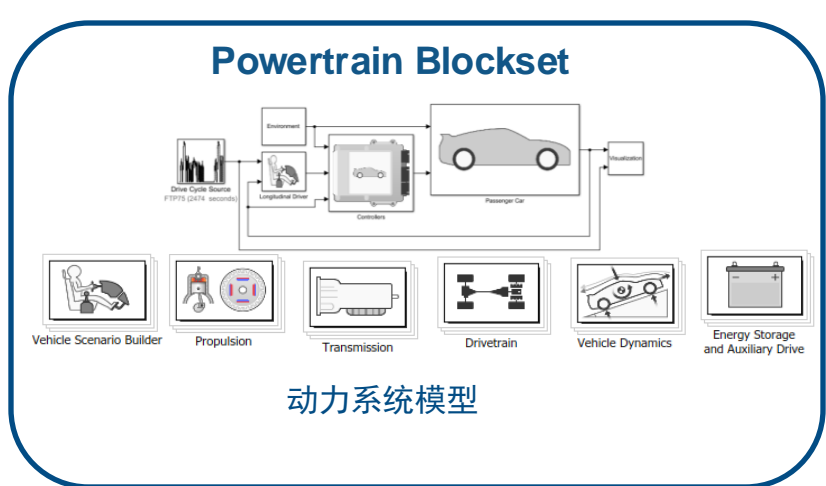 Powertrain Blockset
Environment
Drive Cycle Source
FTP75 (2474 seconds)
Longitudinal Driver
Controllers
Passenger Car
Visualization
Vehicle Scenario Builder
Propulsion
Transmission
Drivetrain
Vehicle Dynamics
Energy Storage
and Auxiliary Drive
动力系统模型